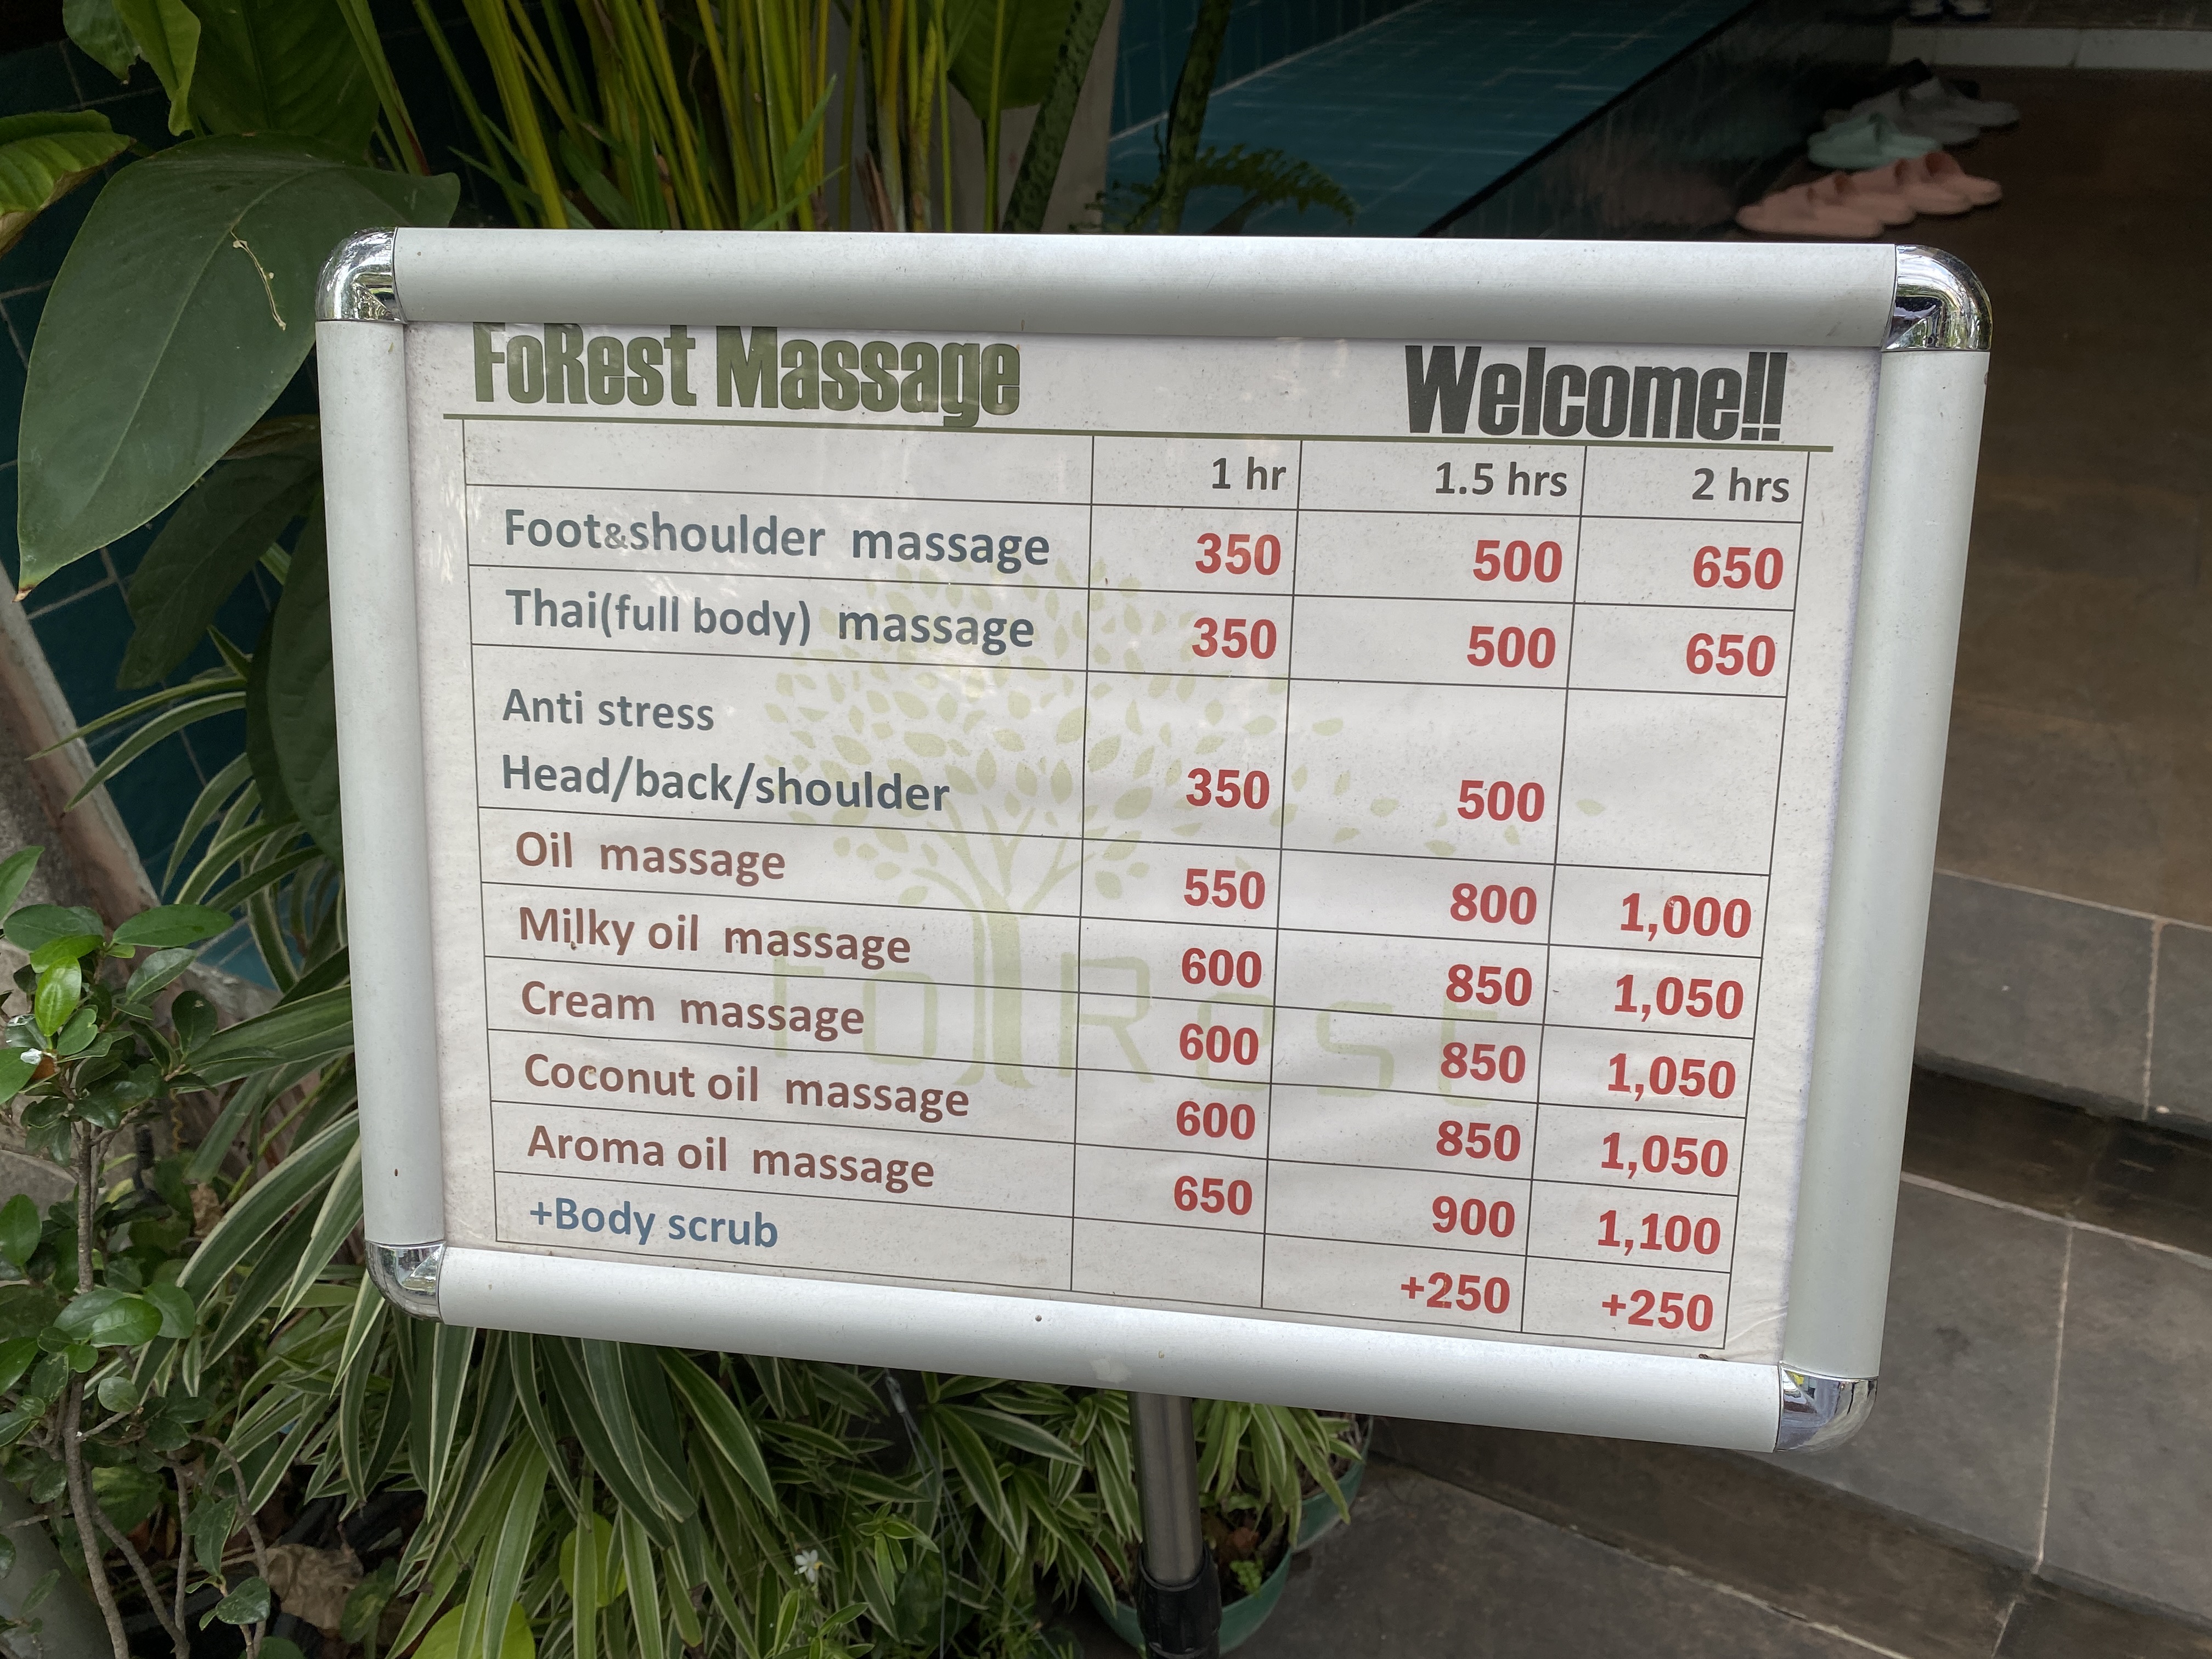 FoRest Massage Welcome!!
1 hr 1.5 hrs 2 hrs
Foot&shoulder massage 350 500 650
Thai(full body) massage 350 500 650
Anti stress
Head/back/shoulder 350 500
Oil massage 550 800 1,000
Milky oil massage 600 850 1,050
Cream massage 600 850 1,050
Coconut oil massage 600 850 1,050
Aroma oil massage 650 900 1,100
+Body scrub +250 +250
FoRest